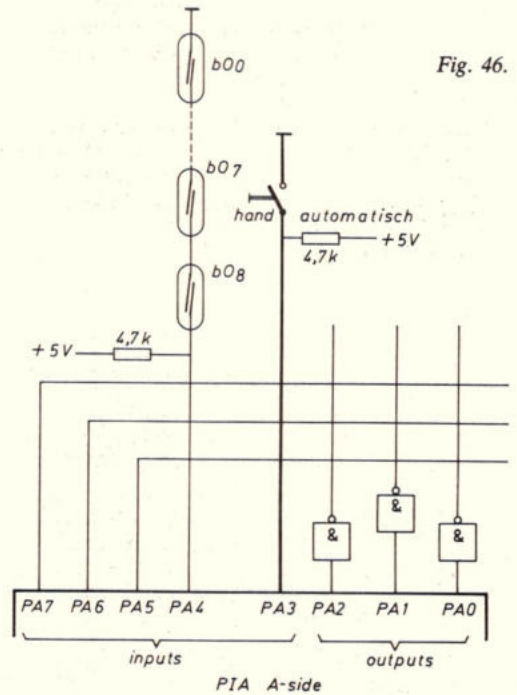 b00
Fig. 46.
b07
hand automatisch
4,7k +5V
b08
4,7k
+5V
& & &
PA7 PA6 PA5 PA4 PA3 PA2 PA1 PA0
inputs outputs
PIA A-side